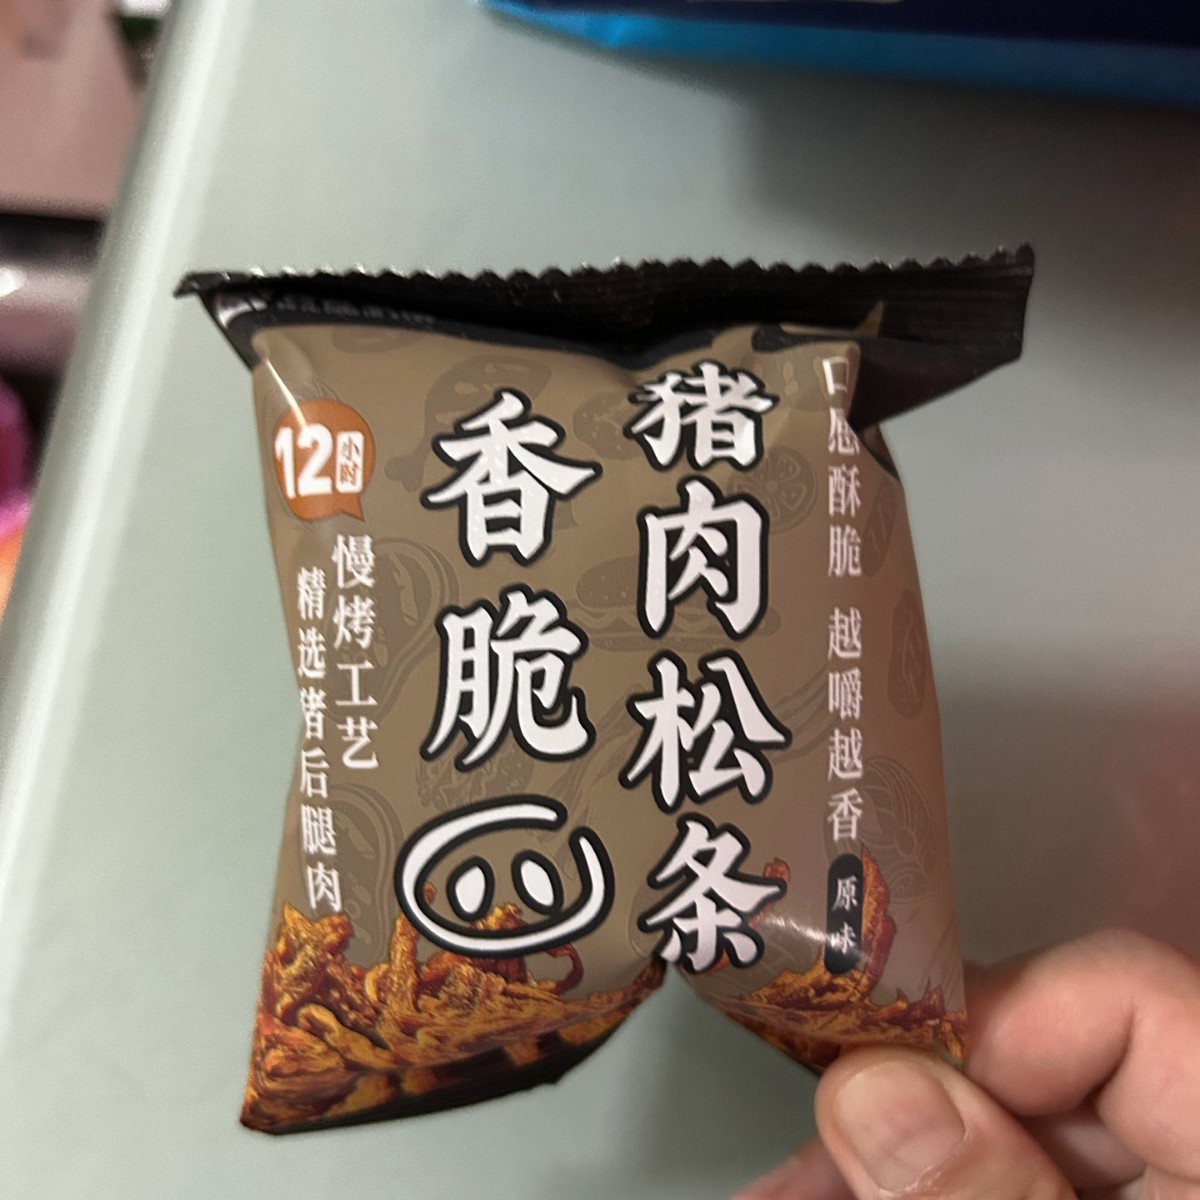 口感酥脆 越嚼越香
原味
猪肉松条
香脆
12小时
慢烤工艺
精选猪后腿肉